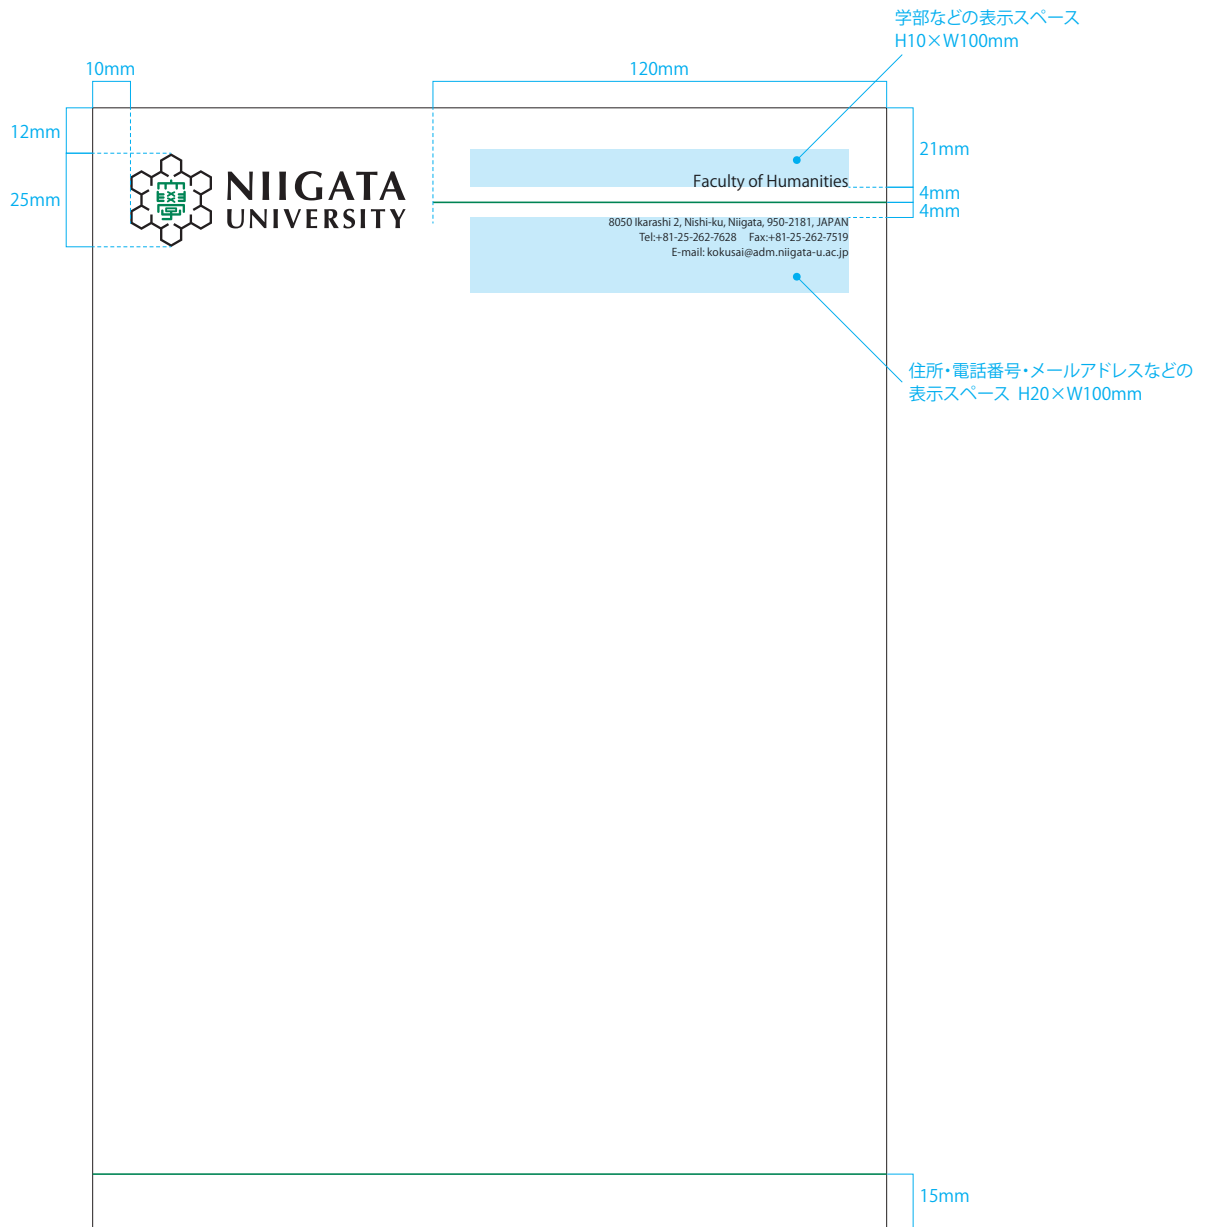 学部などの表示スペース
H10×W100mm
10mm
120mm
12mm
25mm
21mm
4mm
4mm
NIIGATA
UNIVERSITY
Faculty of Humanities
8050 Ikarashi 2, Nishi-ku, Niigata, 950-2181, JAPAN
Tel:+81-25-262-7628 Fax:+81-25-262-7519
E-mail: kokusai@adm.niigata-u.ac.jp
住所・電話番号・メールアドレスなどの
表示スペース H20×W100mm
15mm